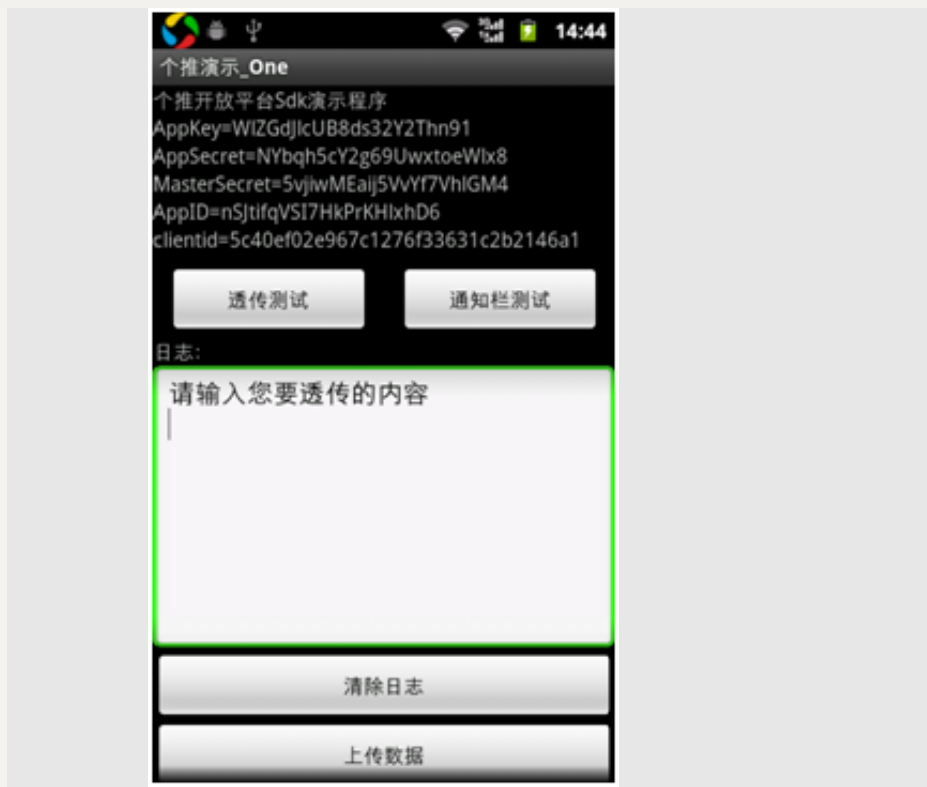 14:44
个推演示_One
个推开放平台Sdk演示程序
AppKey=WlZGdJlcUB8ds32Y2Thn91
AppSecret=NYbqh5cY2g69UwxtoeWlx8
MasterSecret=5vjiwMEaij5VvYf7VhlGM4
AppID=nSJtifqVSI7HkPrKHlxhD6
clientid=5c40ef02e967c1276f33631c2b2146a1
透传测试 通知栏测试
日志:
请输入您要透传的内容
清除日志
上传数据